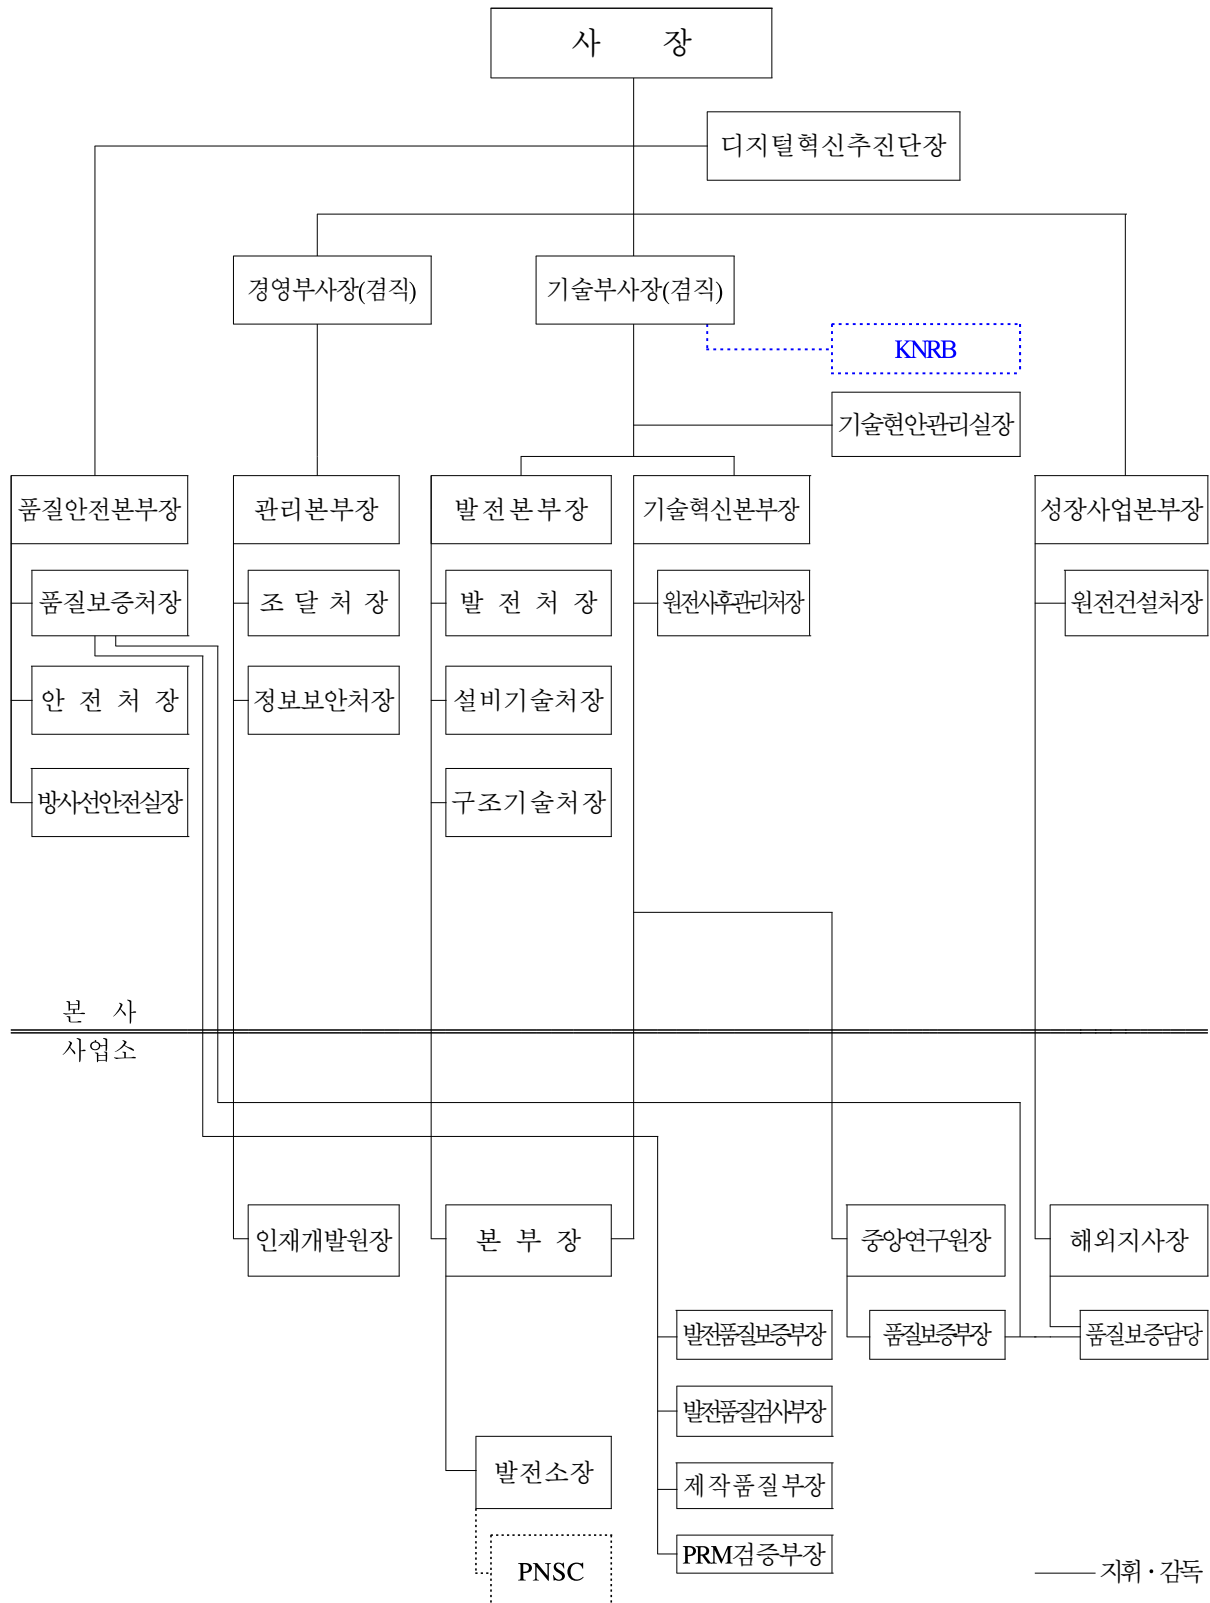 사 장
디지털혁신추진단장
경영부사장(겸직) 기술부사장(겸직)
KNRB
기술현안관리실장
품질안전본부장 관리본부장 발전본부장 기술혁신본부장 성장사업본부장
품질보증처장 조달처장 발전처장 원전사후관리처장 원전건설처장
안전처장 정보보안처장 설비기술처장
방사선안전실장 구조기술처장
본 사
사업소
인재개발원장 본부장 중앙연구원장 해외지사장
발전품질보증부장 품질보증부장 품질보증담당
발전품질검사부장
발전소장 제작품질부장
PRM검증부장
PNSC 지휘·감독